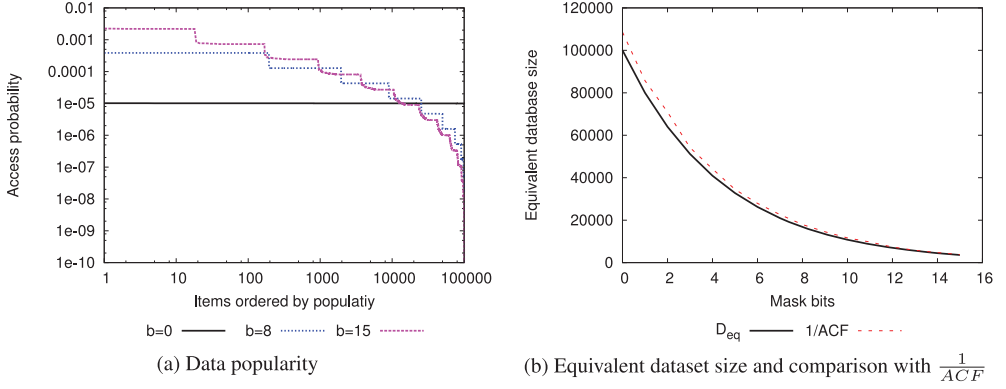 0.01
0.001
0.0001
1e-05
1e-06
1e-07
1e-08
1e-09
1e-10
Access probability
1 10 100 1000 10000 100000
Items ordered by populatiy
b=0 b=8 b=15
(a) Data popularity
120000
100000
80000
60000
40000
20000
0
Equivalent database size
0 2 4 6 8 10 12 14 16
Mask bits
D_eq 1/ACF
(b) Equivalent dataset size and comparison with 1/ACF